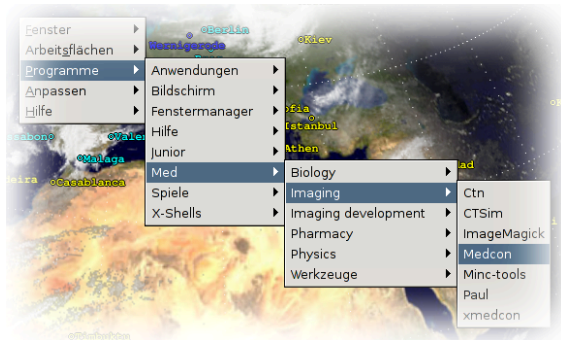 Fenster
Arbeitsflächen
Programme
Anpassen
Hilfe
Anwendungen
Bildschirm
Fenstermanager
Hilfe
Junior
Med
Spiele
X-Shells
Biology
Imaging
Imaging development
Pharmacy
Physics
Werkzeuge
Ctn
CTSim
ImageMagick
Medcon
Minc-tools
Paul
xmedcon
Berlin
Wernigerode
Kiev
Istanbul
Athen
Malaga
Casablanca